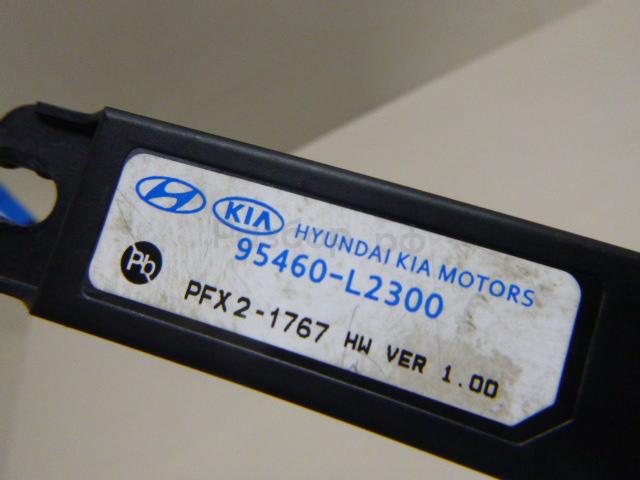 KIA HYUNDAI KIA MOTORS
95460-L2300
Pb PFX2-1767 HW VER 1.00